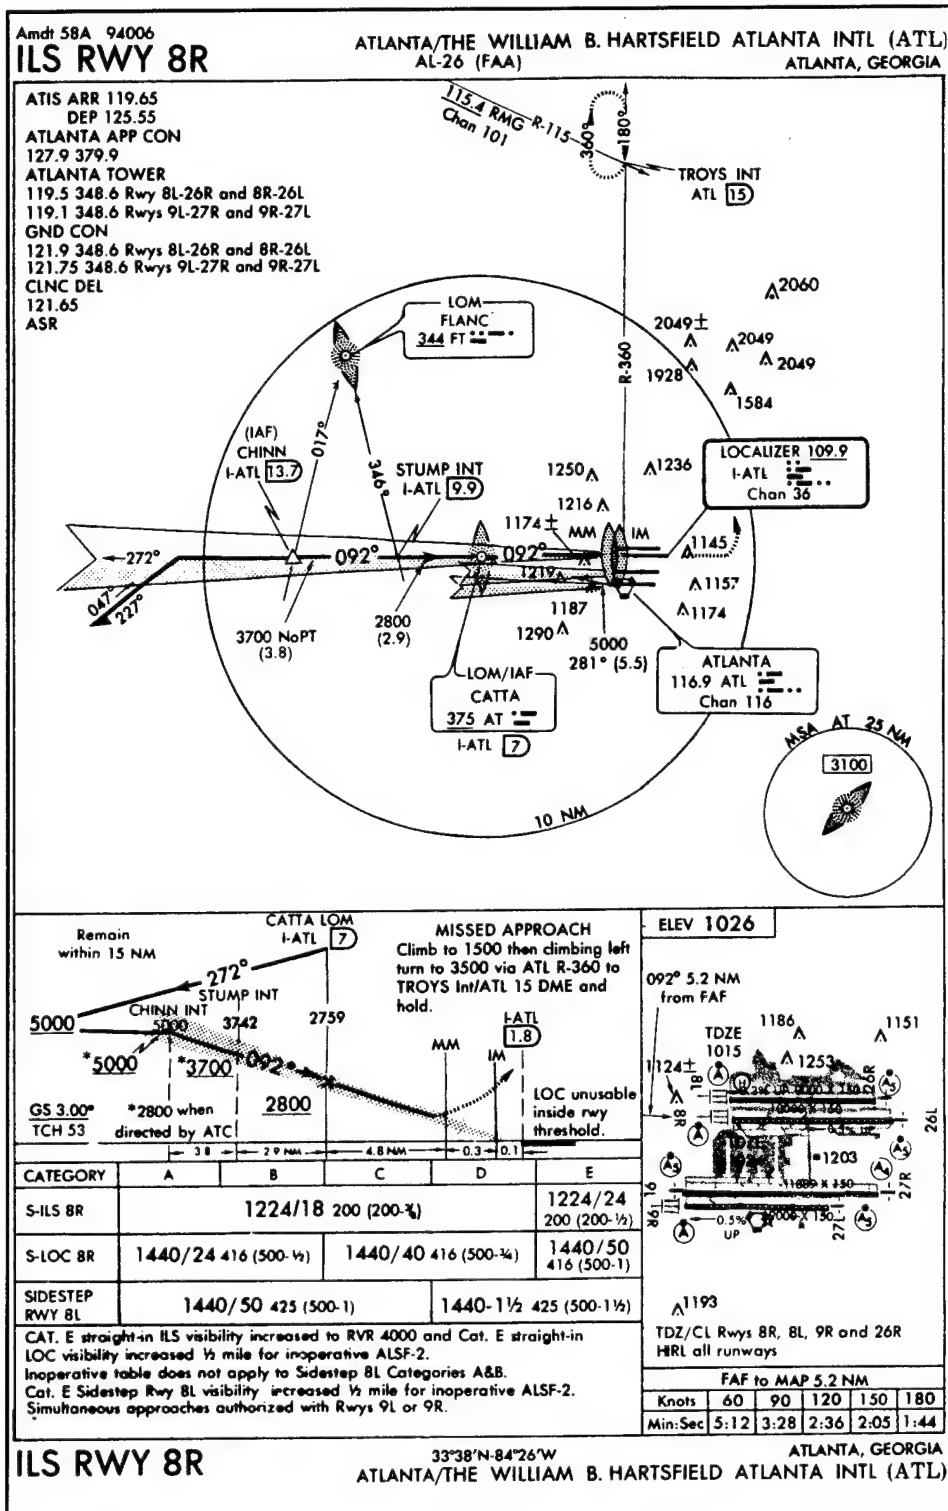 Amdt 58A 94006
ILS RWY 8R
ATLANTA/THE WILLIAM B. HARTSFIELD ATLANTA INTL (ATL)
AL-26 (FAA)
ATLANTA, GEORGIA
ATIS ARR 119.65
DEP 125.55
ATLANTA APP CON
127.9 379.9
ATLANTA TOWER
119.5 348.6 Rwy 8L-26R and 8R-26L
119.1 348.6 Rwys 9L-27R and 9R-27L
GND CON
121.9 348.6 Rwys 8L-26R and 8R-26L
121.75 348.6 Rwys 9L-27R and 9R-27L
CLNC DEL
121.65
ASR
115.4 RMG R-115
Chan 101
360°
180°
TROYS INT
ATL 15
R-360
2060
2049±
2049
2049
1928
1584
LOM
FLANC
344 FT
(IAF)
CHINN
I-ATL 13.7
017°
346°
STUMP INT
I-ATL 9.9
1250
1236
1216
1174±
MM
IM
LOCALIZER 109.9
I-ATL
Chan 36
1145
272°
092°
092°
047°
227°
1219
1157
1174
1187
1290
3700 NoPT
(3.8)
2800
(2.9)
5000
281° (5.5)
LOM/IAF
CATTA
375 AT
I-ATL 7
ATLANTA
116.9 ATL
Chan 116
10 NM
MSA AT 25 NM
3100
Remain
within 15 NM
CATTA LOM
I-ATL 7
MISSED APPROACH
Climb to 1500 then climbing left
turn to 3500 via ATL R-360 to
TROYS Int/ATL 15 DME and
hold.
272°
STUMP INT
CHINN INT
5000
5000
3742
2759
I-ATL
1.8
MM
IM
*5000
*3700
092°
2800
GS 3.00°
TCH 53
*2800 when
directed by ATC
LOC unusable
inside rwy
threshold.
3.8
2.9 NM
4.8 NM
0.3
0.1
ELEV 1026
092° 5.2 NM
from FAF
TDZE
1015
1186
1151
1124±
1253
18L
8R
26R
26L
1203
16
19R
27R
27L
0.5%
UP
1193
TDZ/CL Rwys 8R, 8L, 9R and 26R
HIRL all runways
FAF to MAP 5.2 NM
Knots 60 90 120 150 180
Min:Sec 5:12 3:28 2:36 2:05 1:44
CATEGORY A B C D E
S-ILS 8R 1224/18 200 (200-⅜) 1224/24 200 (200-½)
S-LOC 8R 1440/24 416 (500-½) 1440/40 416 (500-¾) 1440/50 416 (500-1)
SIDESTEP RWY 8L 1440/50 425 (500-1) 1440-1½ 425 (500-1½)
CAT. E straight-in ILS visibility increased to RVR 4000 and Cat. E straight-in
LOC visibility increased ½ mile for inoperative ALSF-2.
Inoperative table does not apply to Sidestep 8L Categories A&B.
Cat. E Sidestep Rwy 8L visibility increased ½ mile for inoperative ALSF-2.
Simultaneous approaches authorized with Rwys 9L or 9R.
ILS RWY 8R
33°38'N-84°26'W
ATLANTA, GEORGIA
ATLANTA/THE WILLIAM B. HARTSFIELD ATLANTA INTL (ATL)